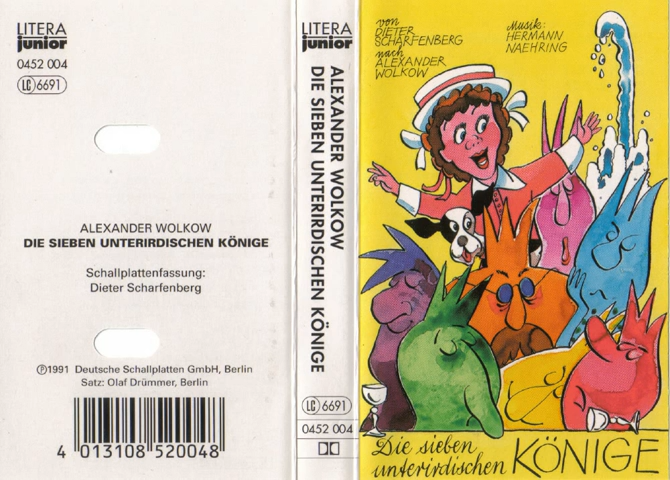 LITERA
junior
0452 004
LC 6691
ALEXANDER WOLKOW
DIE SIEBEN UNTERIRDISCHEN KÖNIGE
Schallplattenfassung:
Dieter Scharfenberg
Ⓟ1991 Deutsche Schallplatten GmbH, Berlin
Satz: Olaf Drümmer, Berlin
4 013108 520048
LITERA
junior
ALEXANDER WOLKOW
DIE SIEBEN UNTERIRDISCHEN KÖNIGE
LC 6691
0452 004
von
DIETER
SCHARFENBERG
nach
ALEXANDER
WOLKOW
Musik:
HERMANN
NAEHRING
Die sieben
unterirdischen KÖNIGE